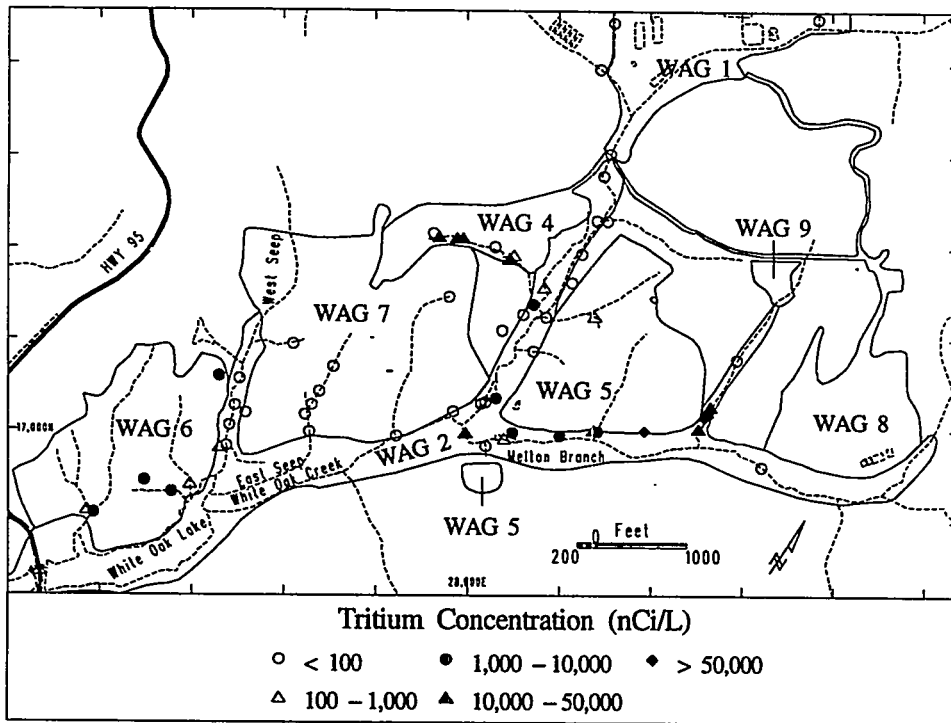 WAG 1
WAG 4
WAG 9
HWY 95
West Seep
WAG 7
WAG 5
WAG 6
WAG 8
17,000N
WAG 2
Melton Branch
East Seep
White Oak Creek
WAG 5
White Oak Lake
0 Feet
200 1000
N
28,000E
Tritium Concentration (nCi/L)
○ < 100 ● 1,000 – 10,000 ◆ > 50,000
△ 100 – 1,000 ▲ 10,000 – 50,000